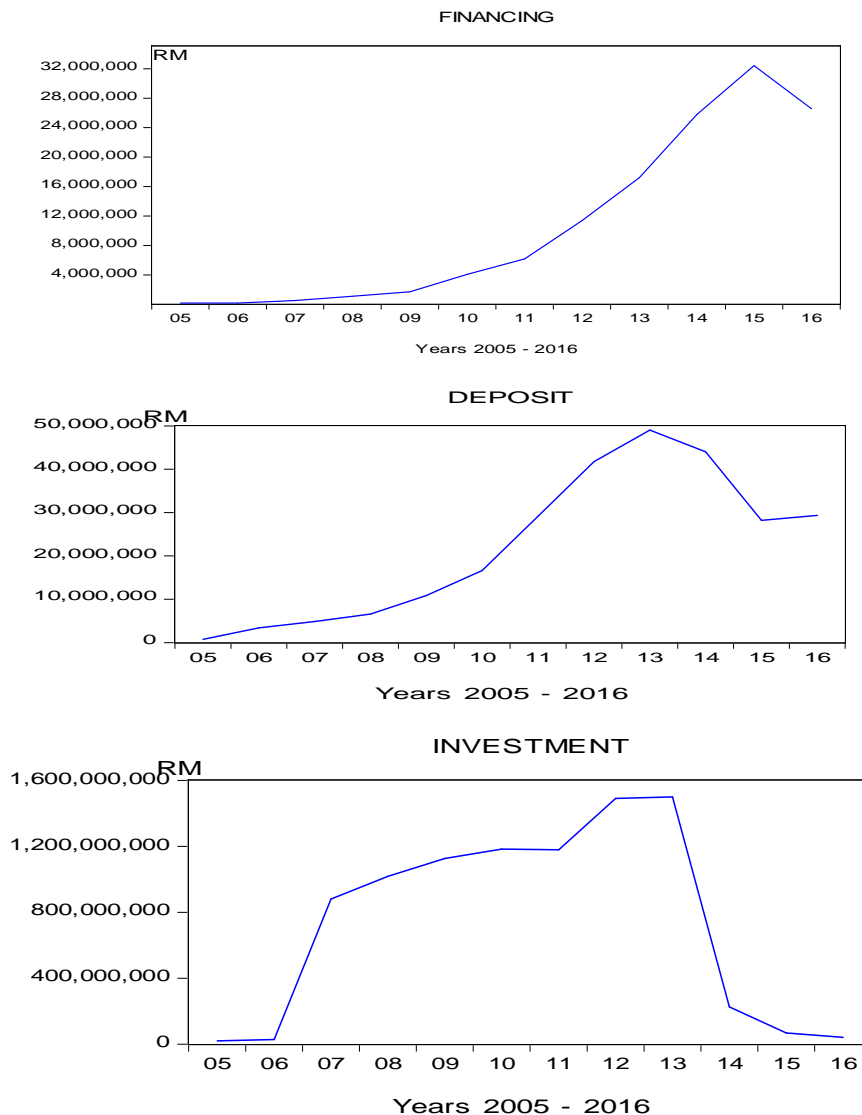 FINANCING
RM
32,000,000
28,000,000
24,000,000
20,000,000
16,000,000
12,000,000
8,000,000
4,000,000
05 06 07 08 09 10 11 12 13 14 15 16
Years 2005 - 2016
DEPOSIT
RM
50,000,000
40,000,000
30,000,000
20,000,000
10,000,000
0
05 06 07 08 09 10 11 12 13 14 15 16
Years 2005 - 2016
INVESTMENT
RM
1,600,000,000
1,200,000,000
800,000,000
400,000,000
0
05 06 07 08 09 10 11 12 13 14 15 16
Years 2005 - 2016